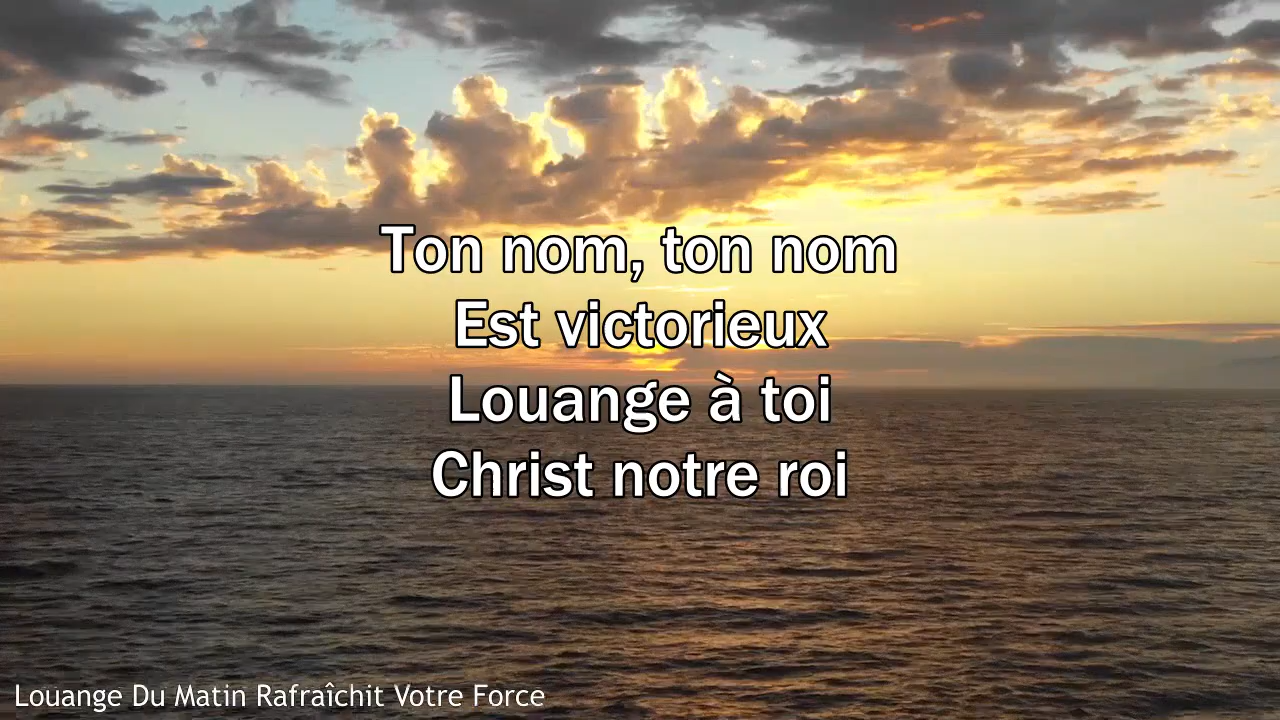 Ton nom, ton nom
Est victorieux
Louange à toi
Christ notre roi
Louange Du Matin Rafraîchit Votre Force